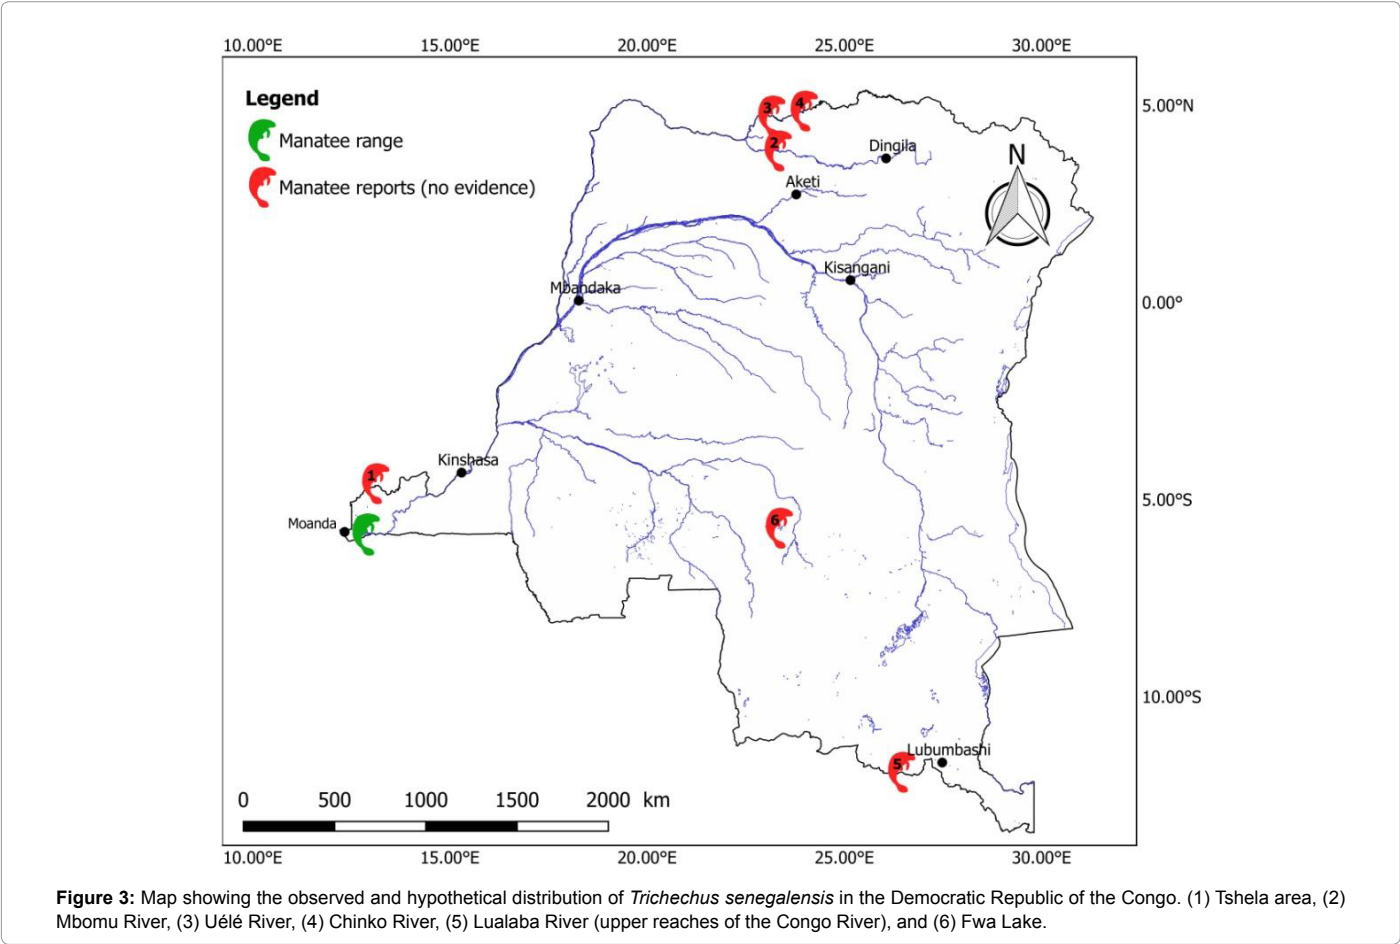 10.00°E 15.00°E 20.00°E 25.00°E 30.00°E
Legend
Manatee range
Manatee reports (no evidence)
3
4
2
5.00°N
Dingila
N
Aketi
Kisangani
Mbandaka
0.00°
Kinshasa
1
Moanda
6
5.00°S
10.00°S
Lubumbashi
5
0 500 1000 1500 2000 km
10.00°E 15.00°E 20.00°E 25.00°E 30.00°E
Figure 3: Map showing the observed and hypothetical distribution of Trichechus senegalensis in the Democratic Republic of the Congo. (1) Tshela area, (2)
Mbomu River, (3) Uélé River, (4) Chinko River, (5) Lualaba River (upper reaches of the Congo River), and (6) Fwa Lake.